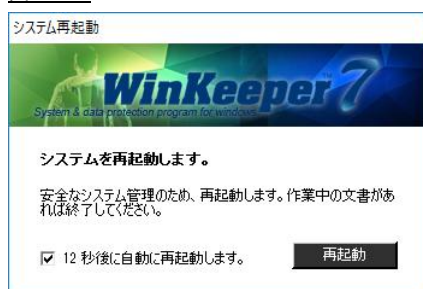 システム再起動
WinKeeper 7
™
System & data protection program for windows
システムを再起動します。
安全なシステム管理のため、再起動します。作業中の文書があ
れば終了してください。
12 秒後に自動に再起動します。
再起動